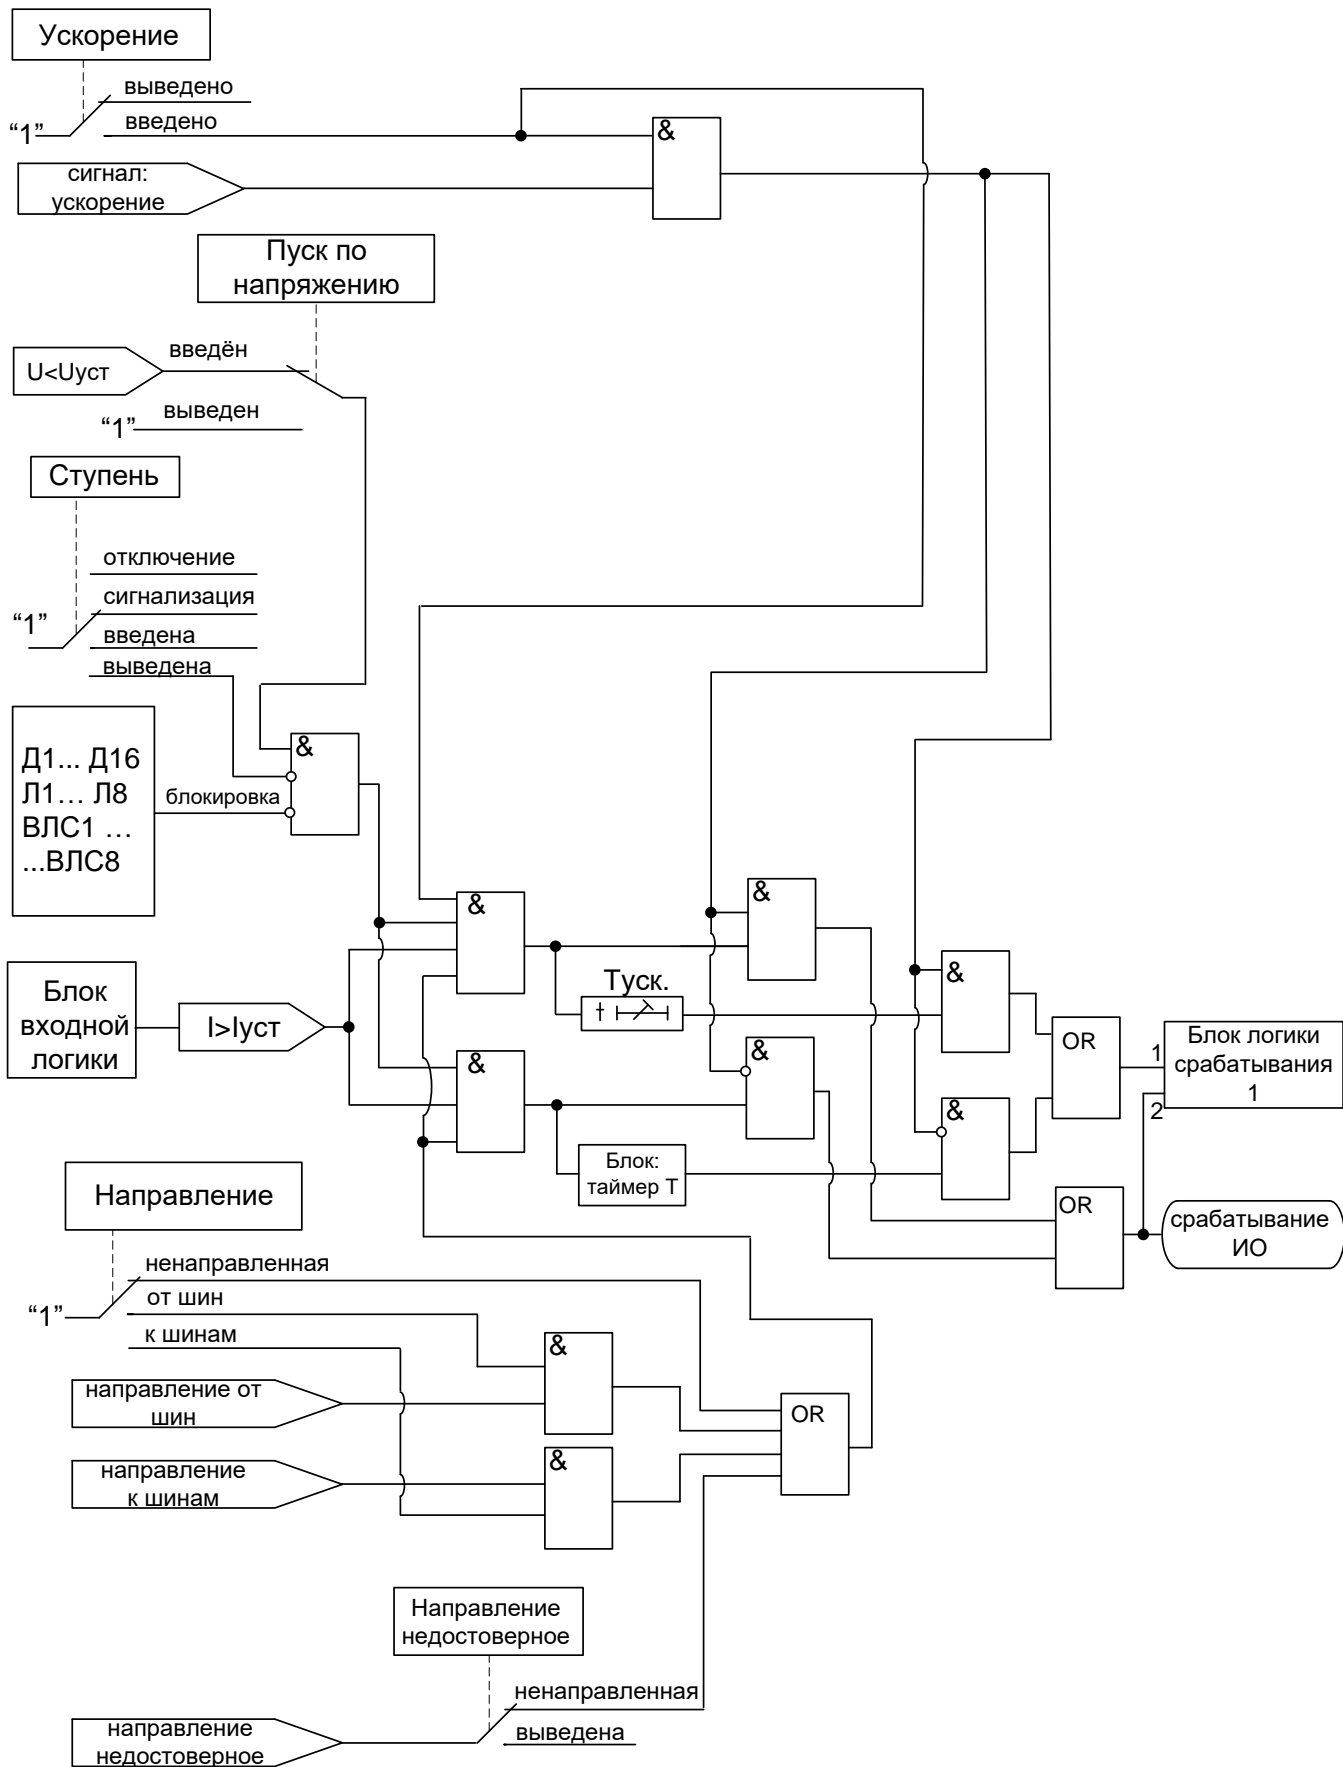 Ускорение
выведено
“1”
введено
&
сигнал:
ускорение
Пуск по
напряжению
введён
U<Uуст
выведен
“1”
Ступень
отключение
сигнализация
“1”
введена
выведена
Д1... Д16
Л1… Л8
ВЛС1 …
...ВЛС8
блокировка
&
&
&
Блок
входной
логики
I>Iуст
Туск.
&
&
&
&
OR
1
2
Блок логики
срабатывания
1
Блок:
таймер Т
&
OR
срабатывание
ИО
Направление
ненаправленная
“1”
от шин
к шинам
&
направление от
шин
OR
направление
к шинам
&
Направление
недостоверное
ненаправленная
выведена
направление
недостоверное